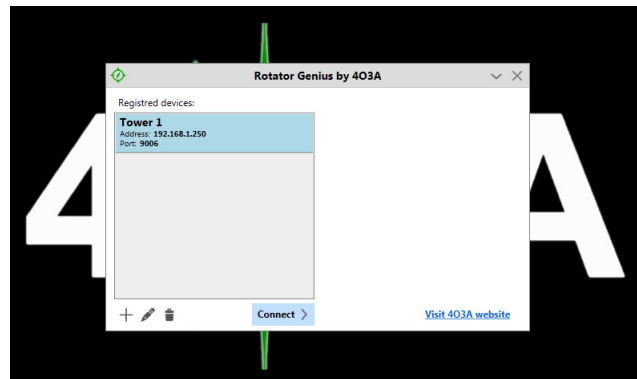 Rotator Genius by 4O3A
Registred devices:
Tower 1
Address: 192.168.1.250
Port: 9006
4 A
Connect
Visit 4O3A website